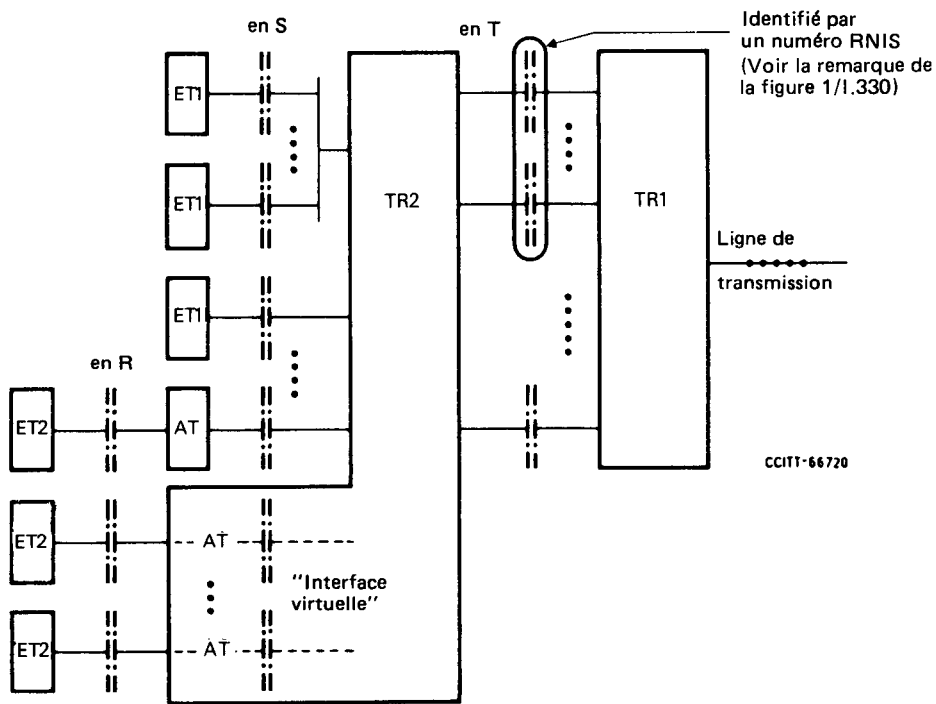 en S
en T
Identifié par
un numéro RNIS
(Voir la remarque de
la figure 1/I.330)
ET1
ET1
TR2
TR1
Ligne de
transmission
ET1
en R
ET2
AT
CCITT-66720
ET2
AT
"Interface
virtuelle"
ET2
AT